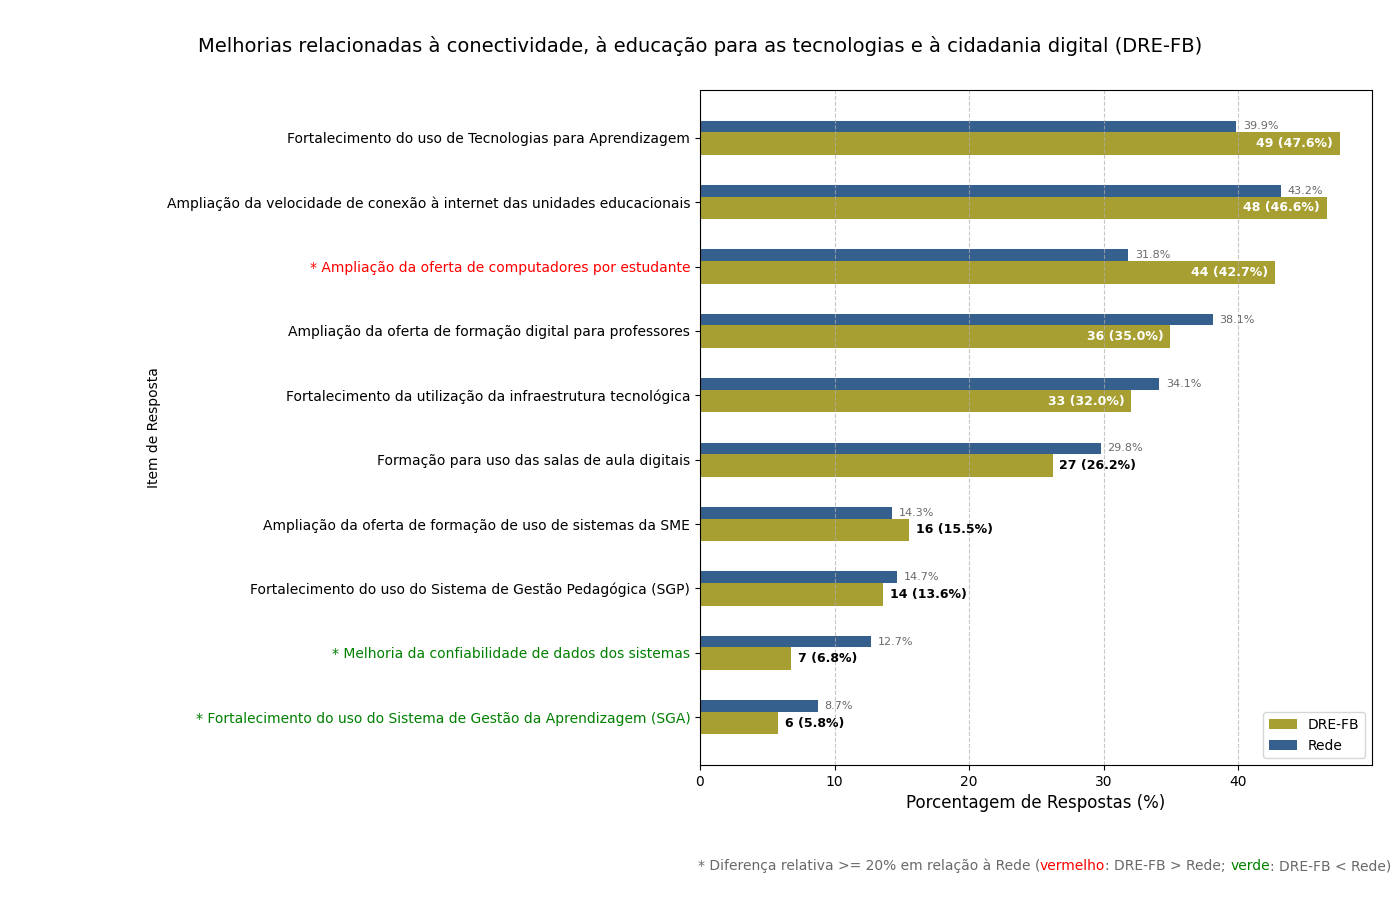 Melhorias relacionadas à conectividade, à educação para as tecnologias e à cidadania digital (DRE-FB)
Item de Resposta
Fortalecimento do uso de Tecnologias para Aprendizagem
39.9%
49 (47.6%)
Ampliação da velocidade de conexão à internet das unidades educacionais
43.2%
48 (46.6%)
* Ampliação da oferta de computadores por estudante
31.8%
44 (42.7%)
Ampliação da oferta de formação digital para professores
38.1%
36 (35.0%)
Fortalecimento da utilização da infraestrutura tecnológica
34.1%
33 (32.0%)
Formação para uso das salas de aula digitais
29.8%
27 (26.2%)
Ampliação da oferta de formação de uso de sistemas da SME
14.3%
16 (15.5%)
Fortalecimento do uso do Sistema de Gestão Pedagógica (SGP)
14.7%
14 (13.6%)
* Melhoria da confiabilidade de dados dos sistemas
12.7%
7 (6.8%)
* Fortalecimento do uso do Sistema de Gestão da Aprendizagem (SGA)
8.7%
6 (5.8%)
DRE-FB
Rede
0 10 20 30 40
Porcentagem de Respostas (%)
* Diferença relativa >= 20% em relação à Rede (vermelho: DRE-FB > Rede; verde: DRE-FB < Rede)